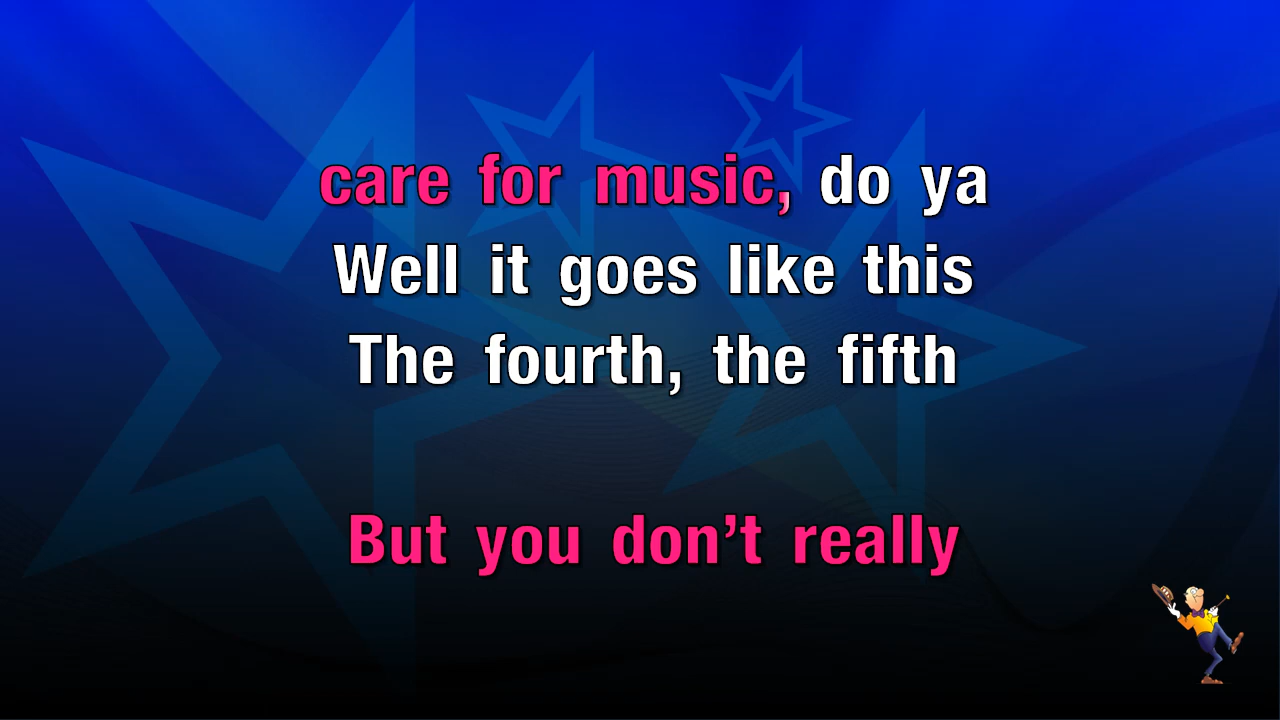 care for music, do ya
Well it goes like this
The fourth, the fifth
But you don’t really